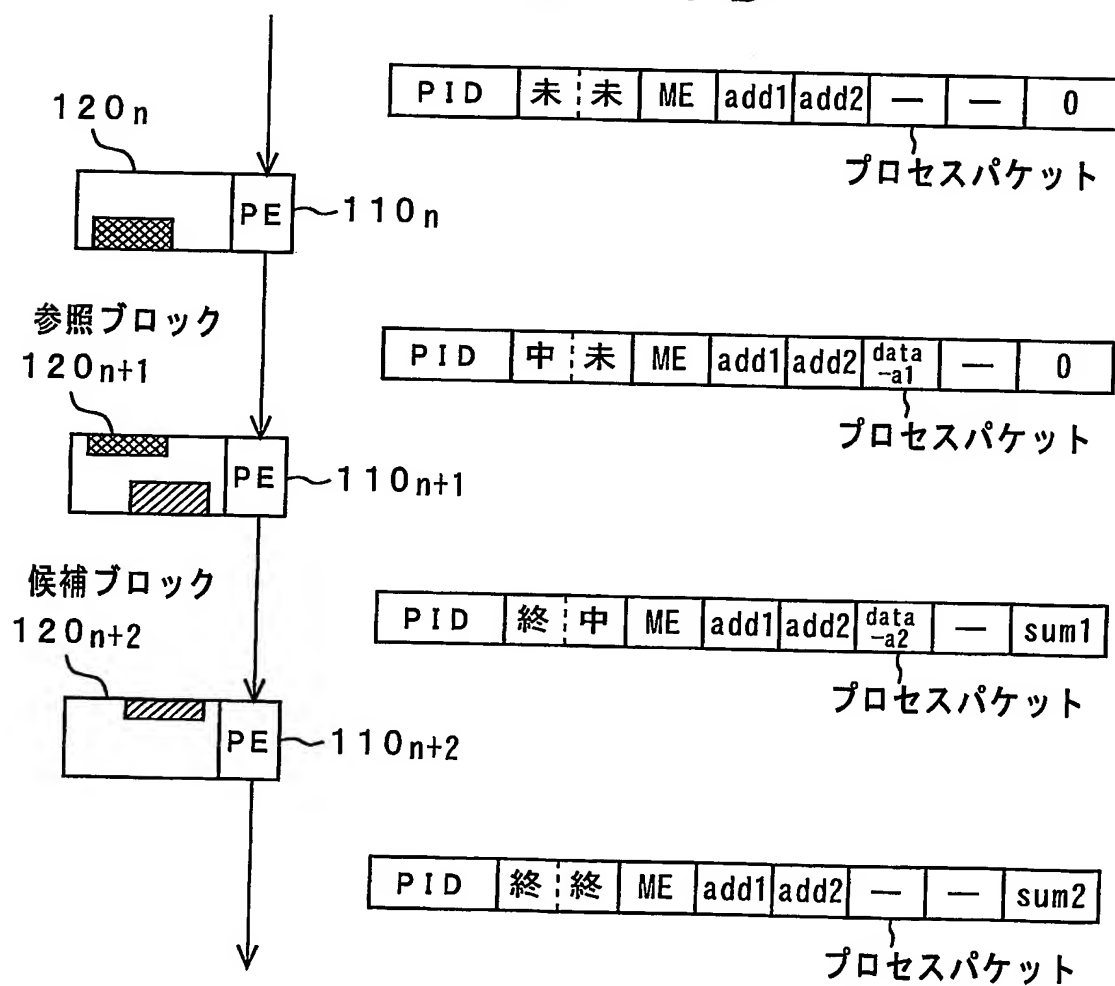 PID 未 未 ME add1 add2 — — 0
プロセスパケット
120n
PE
110n
参照ブロック
120n+1
PID 中 未 ME add1 add2 data-a1 — 0
プロセスパケット
PE
110n+1
候補ブロック
120n+2
PID 終 中 ME add1 add2 data-a2 — sum1
プロセスパケット
PE
110n+2
PID 終 終 ME add1 add2 — — sum2
プロセスパケット